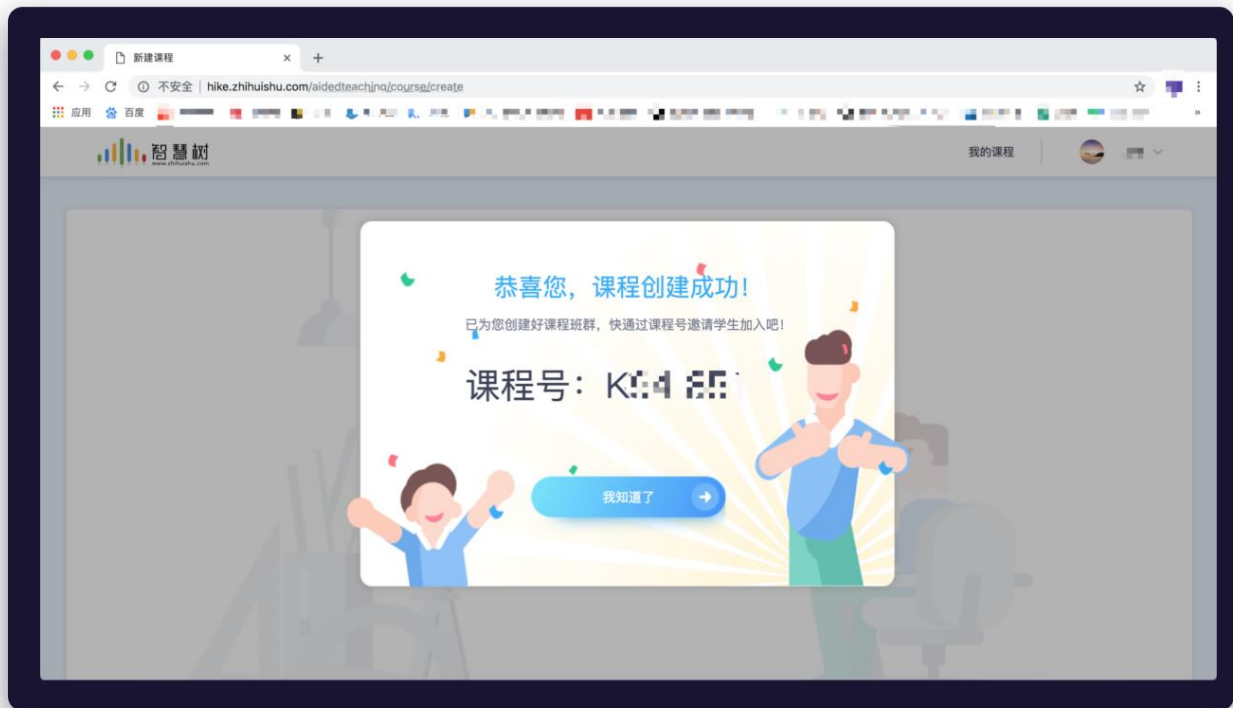 新建课程
不安全 | hike.zhihuishu.com/aidedteaching/course/create
应用 百度
智慧树
www.zhihuishu.com
我的课程
恭喜您，课程创建成功！
已为您创建好课程班群，快通过课程号邀请学生加入吧！
课程号：
我知道了